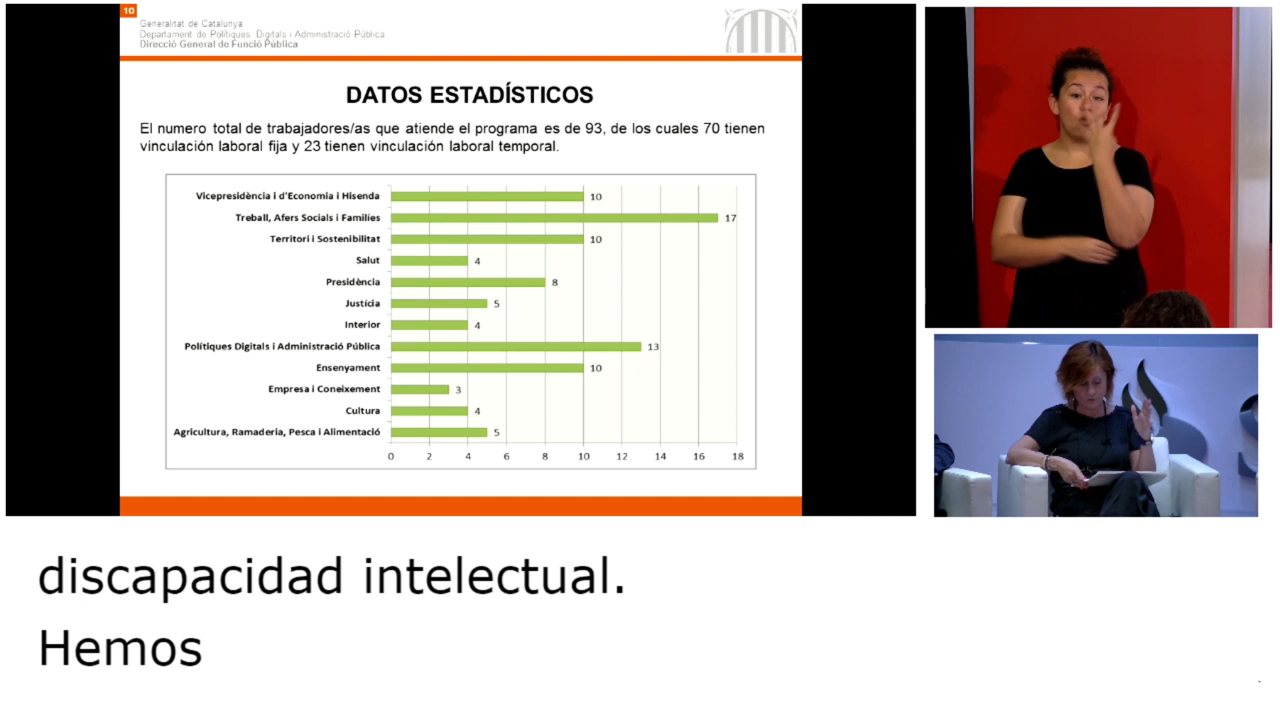 10
Generalitat de Catalunya
Departament de Polítiques Digitals i Administració Pública
Direcció General de Funció Pública
DATOS ESTADÍSTICOS
El numero total de trabajadores/as que atiende el programa es de 93, de los cuales 70 tienen
vinculación laboral fija y 23 tienen vinculación laboral temporal.
Vicepresidència i d'Economia i Hisenda 10
Treball, Afers Socials i Famílies 17
Territori i Sostenibilitat 10
Salut 4
Presidència 8
Justícia 5
Interior 4
Polítiques Digitals i Administració Pública 13
Ensenyament 10
Empresa i Coneixement 3
Cultura 4
Agricultura, Ramaderia, Pesca i Alimentació 5
0 2 4 6 8 10 12 14 16 18
discapacidad intelectual.
Hemos